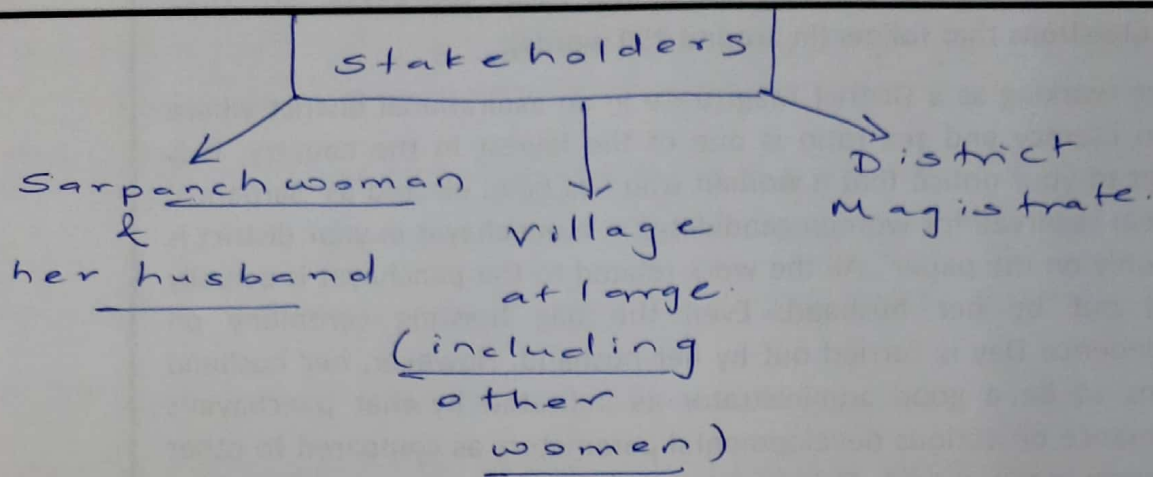 Stakeholders
Sarpanch woman
&
her husband
village
at large.
(including
other
women)
District
Magistrate.